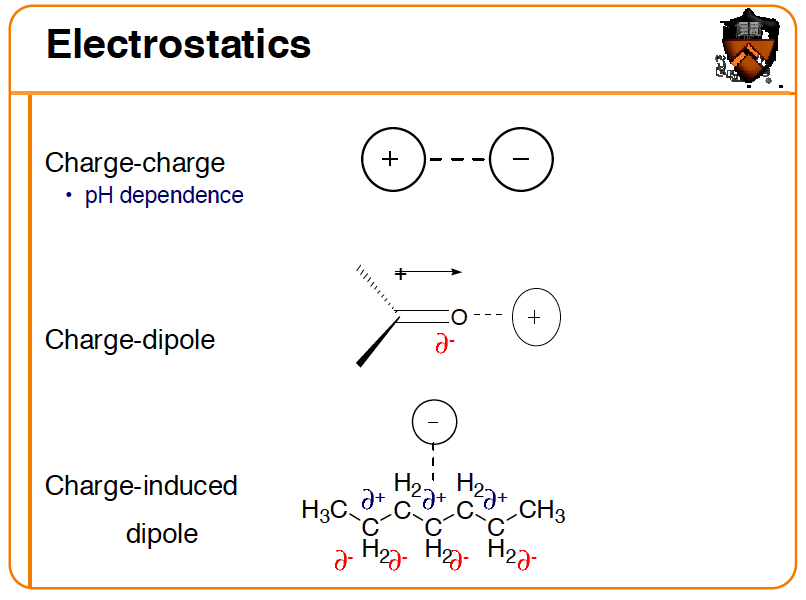 Electrostatics
Charge-charge
+ − 
• pH dependence
+
Charge-dipole
O +
∂-
−
Charge-induced
dipole
H2 H2
∂+ ∂+ ∂+
H3C C C CH3
C C C
H2 H2 H2
∂- ∂- ∂- ∂-